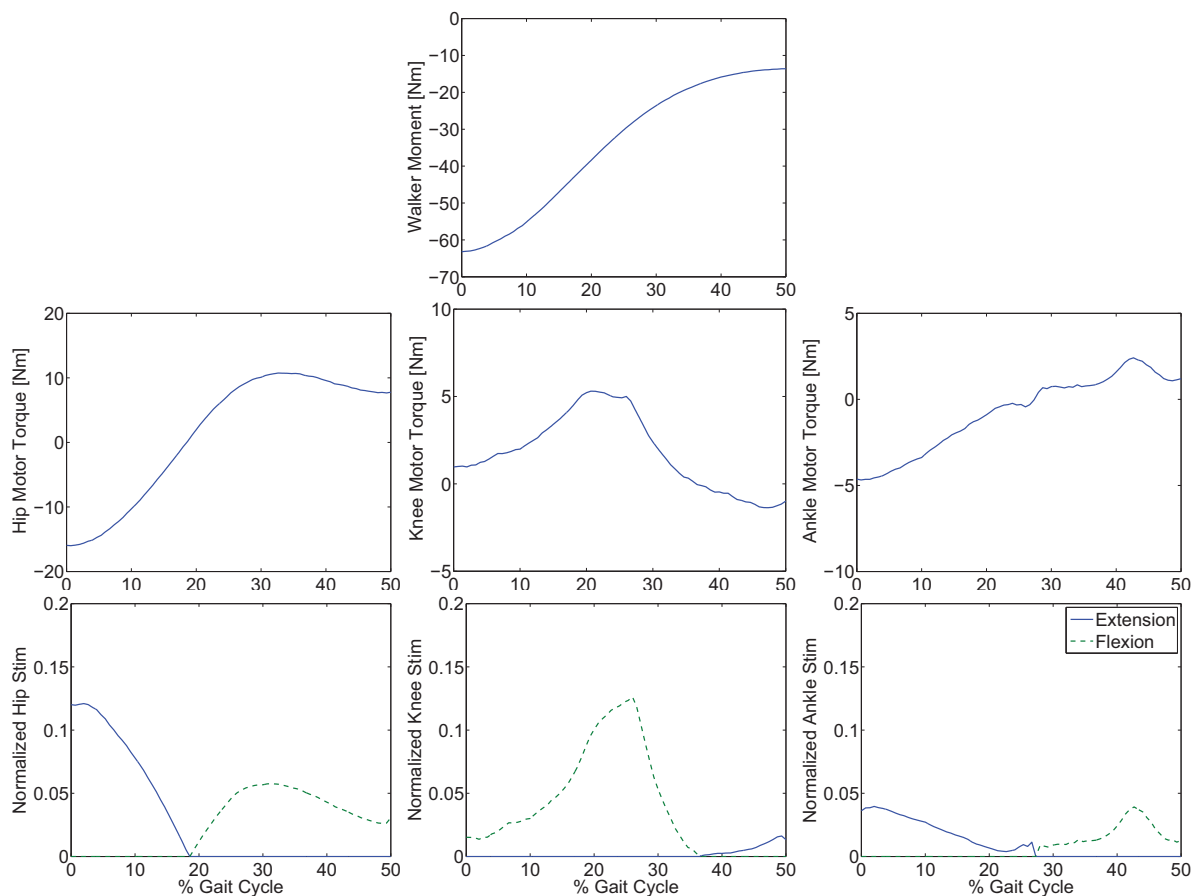 0
−10
−20
−30
−40
−50
−60
−70
Walker Moment [Nm]
0 10 20 30 40 50
20
10
0
−10
−20
Hip Motor Torque [Nm]
0 10 20 30 40 50
10
5
0
−5
Knee Motor Torque [Nm]
0 10 20 30 40 50
5
0
−5
−10
Ankle Motor Torque [Nm]
0 10 20 30 40 50
0.2
0.15
0.1
0.05
0
Normalized Hip Stim
0 10 20 30 40 50
% Gait Cycle
0.2
0.15
0.1
0.05
0
Normalized Knee Stim
0 10 20 30 40 50
% Gait Cycle
0.2
0.15
0.1
0.05
0
Normalized Ankle Stim
Extension
Flexion
0 10 20 30 40 50
% Gait Cycle